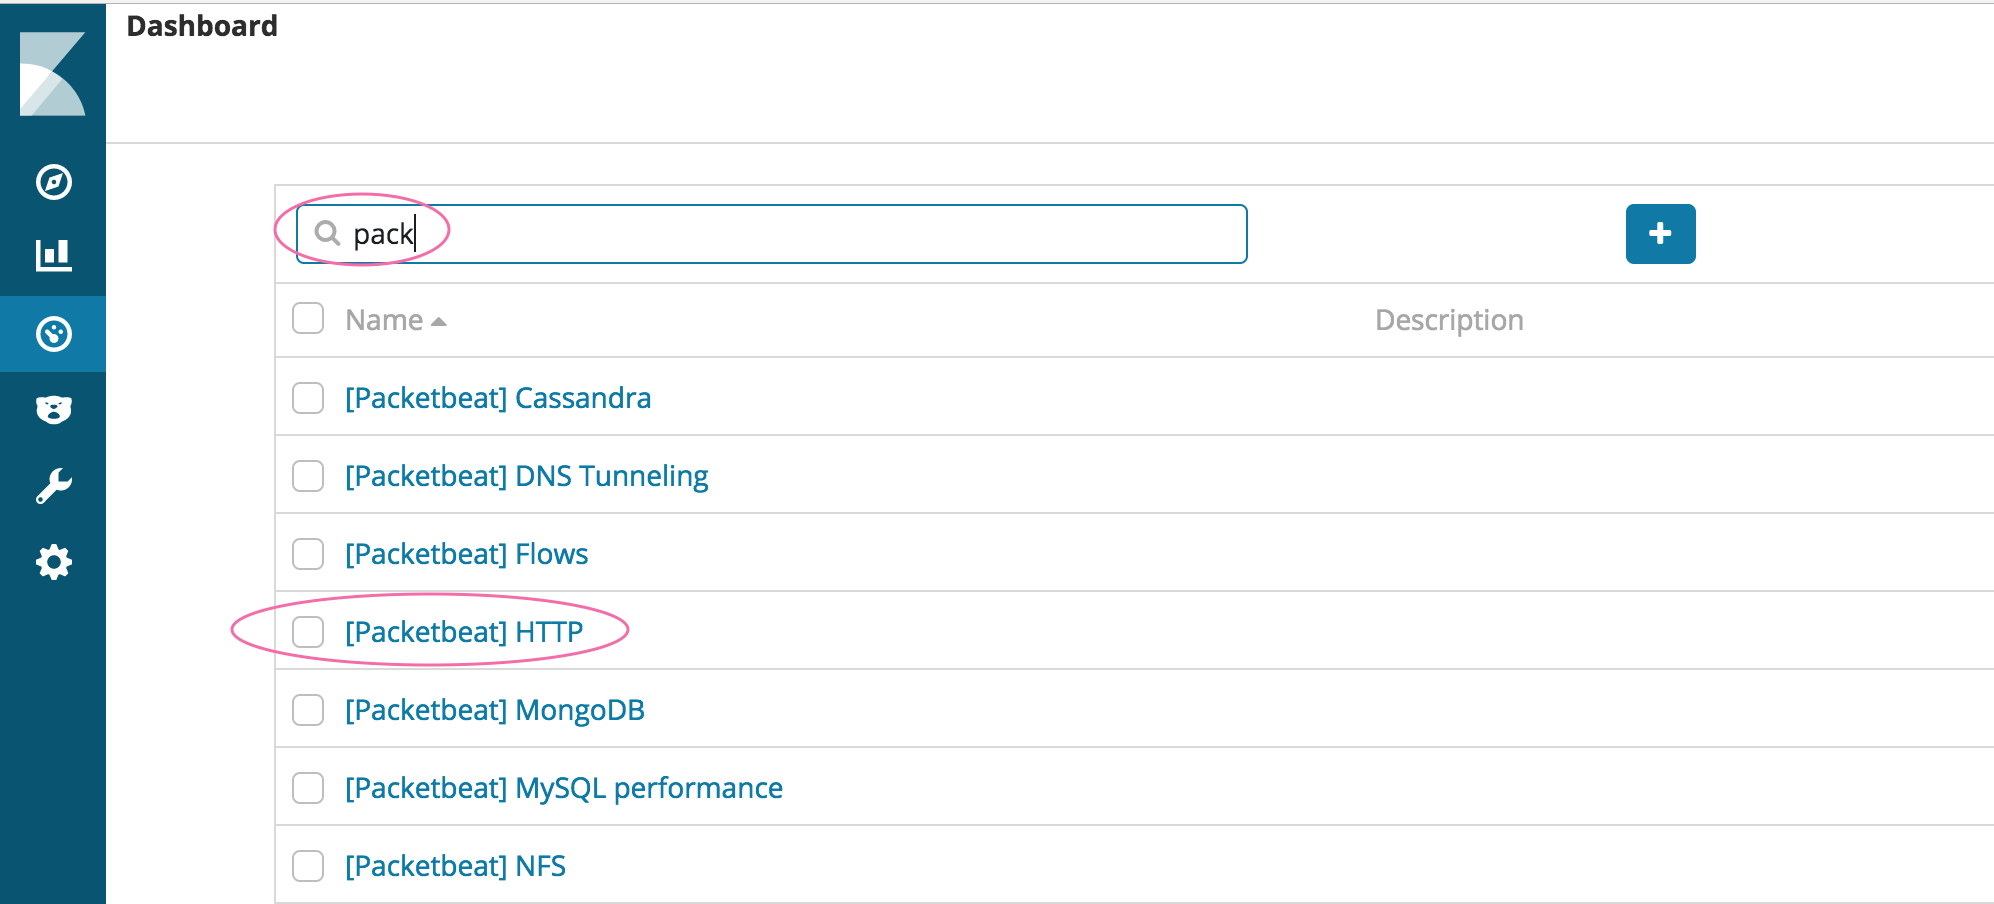 Dashboard
pack
Name Description
[Packetbeat] Cassandra
[Packetbeat] DNS Tunneling
[Packetbeat] Flows
[Packetbeat] HTTP
[Packetbeat] MongoDB
[Packetbeat] MySQL performance
[Packetbeat] NFS